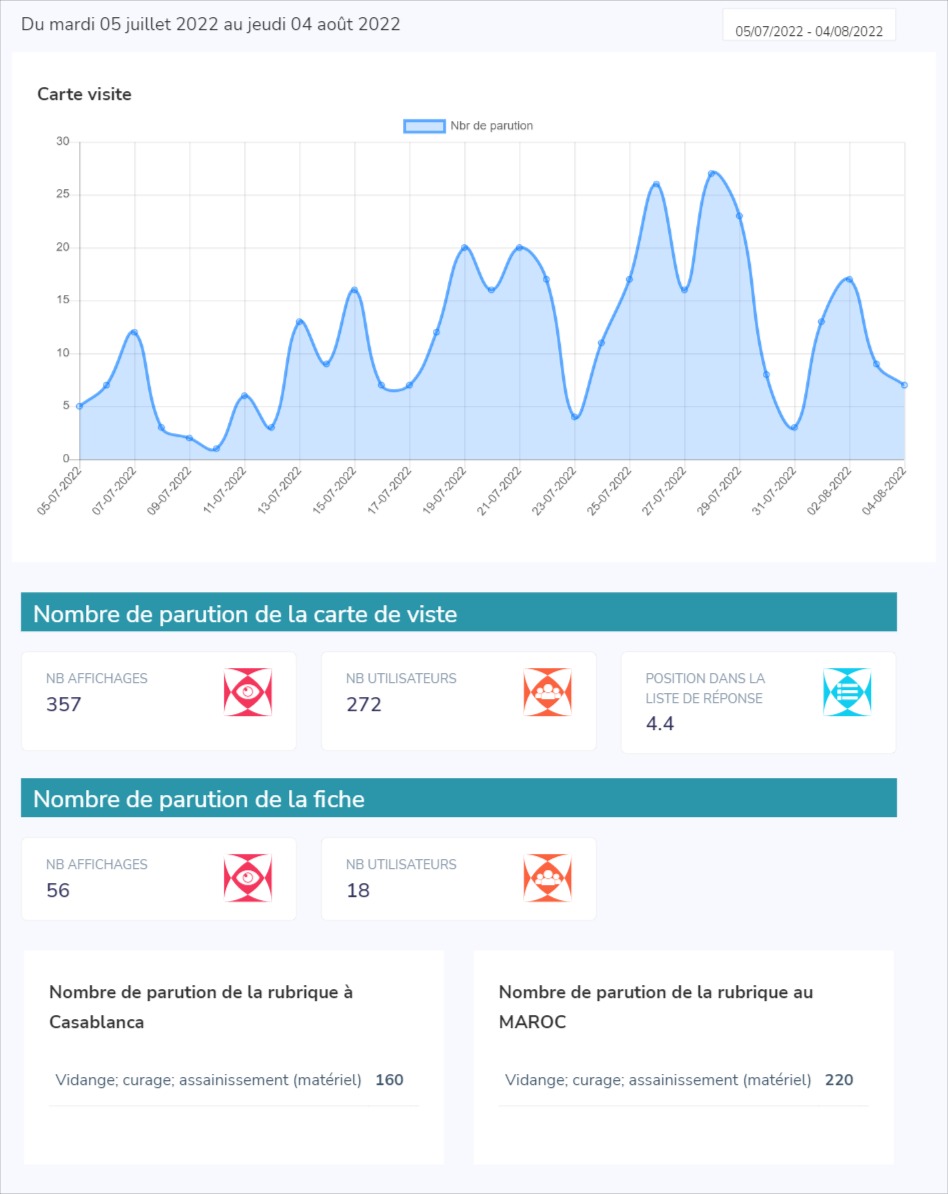 Du mardi 05 juillet 2022 au jeudi 04 août 2022
05/07/2022 - 04/08/2022
Carte visite
Nbr de parution
30
25
20
15
10
5
0
05-07-2022
07-07-2022
09-07-2022
11-07-2022
13-07-2022
15-07-2022
17-07-2022
19-07-2022
21-07-2022
23-07-2022
25-07-2022
27-07-2022
29-07-2022
31-07-2022
02-08-2022
04-08-2022
Nombre de parution de la carte de viste
NB AFFICHAGES
357
NB UTILISATEURS
272
POSITION DANS LA
LISTE DE RÉPONSE
4.4
Nombre de parution de la fiche
NB AFFICHAGES
56
NB UTILISATEURS
18
Nombre de parution de la rubrique à
Casablanca
Vidange; curage; assainissement (matériel) 160
Nombre de parution de la rubrique au
MAROC
Vidange; curage; assainissement (matériel) 220